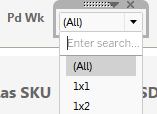 Pd Wk (All)
Enter search...
(All)
as SKU SD
1x1
1x2